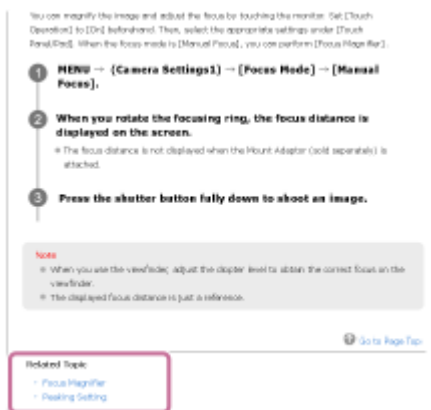 You can magnify the image and adjust the focus by touching the monitor. Set [Touch
Operation] to [On] beforehand. Then, select the appropriate settings under [Touch
Panel/Pad]. When the focus mode is [Manual Focus], you can perform [Focus Magnifier].
1 MENU → (Camera Settings1) → [Focus Mode] → [Manual
Focus].
2 When you rotate the focusing ring, the focus distance is
displayed on the screen.
The focus distance is not displayed when the Mount Adaptor (sold separately) is
attached.
3 Press the shutter button fully down to shoot an image.
Note
When you use the viewfinder, adjust the diopter level to obtain the correct focus on the
viewfinder.
The displayed focus distance is just a reference.
Go to Page Top
Related Topic
Focus Magnifier
Peaking Setting